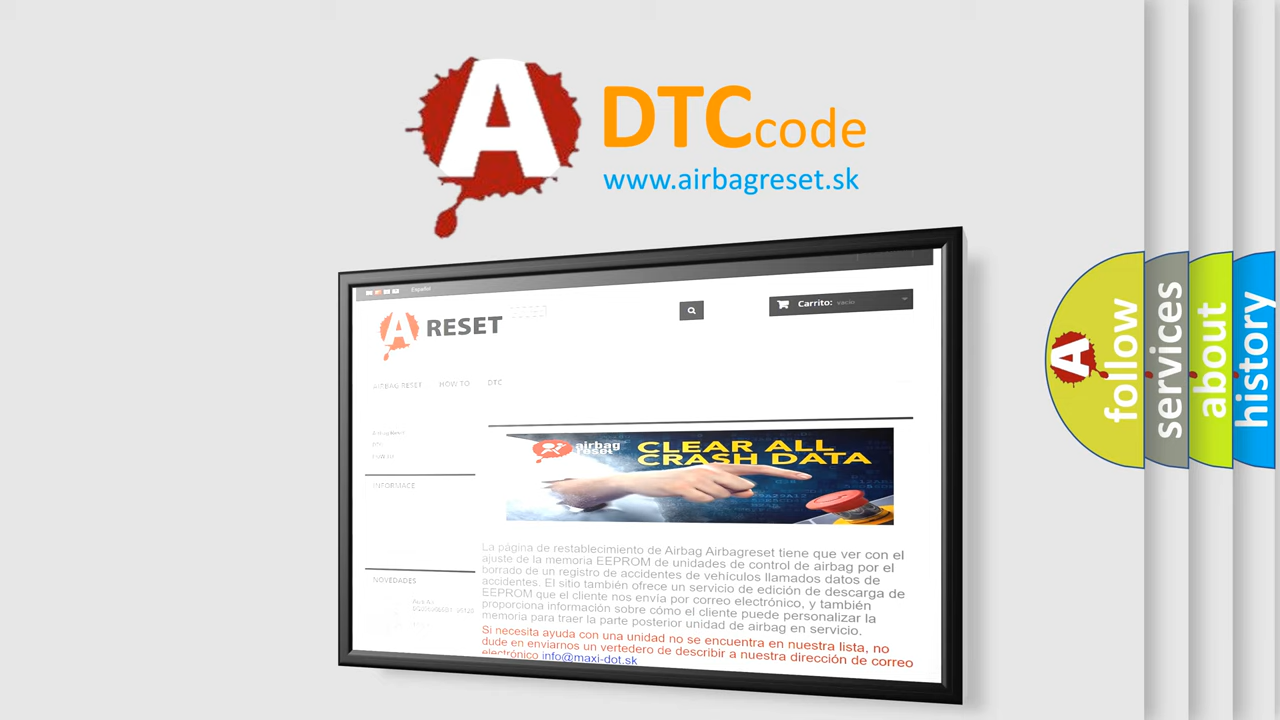 A DTC code
www.airbagreset.sk
Español
A RESET
Carrito: vacío
AIRBAG RESET HOW TO DTC
INFORMACE
NOVEDADES
airbag
reset
CLEAR ALL
CRASH DATA
La página de restablecimiento de Airbag Airbagreset tiene que ver con el
ajuste de la memoria EEPROM de unidades de control de airbag por el
borrado de un registro de accidentes de vehículos llamados datos de
accidentes. El sitio también ofrece un servicio de edición de descarga de
EEPROM que el cliente nos envía por correo electrónico, y también
proporciona información sobre cómo el cliente puede personalizar la
memoria para traer la parte posterior unidad de airbag en servicio.
Si necesita ayuda con una unidad no se encuentra en nuestra lista, no
dude en enviarnos un vertedero de describir a nuestra dirección de correo
electrónico info@maxi-dot.sk
A
follow
services
about
history